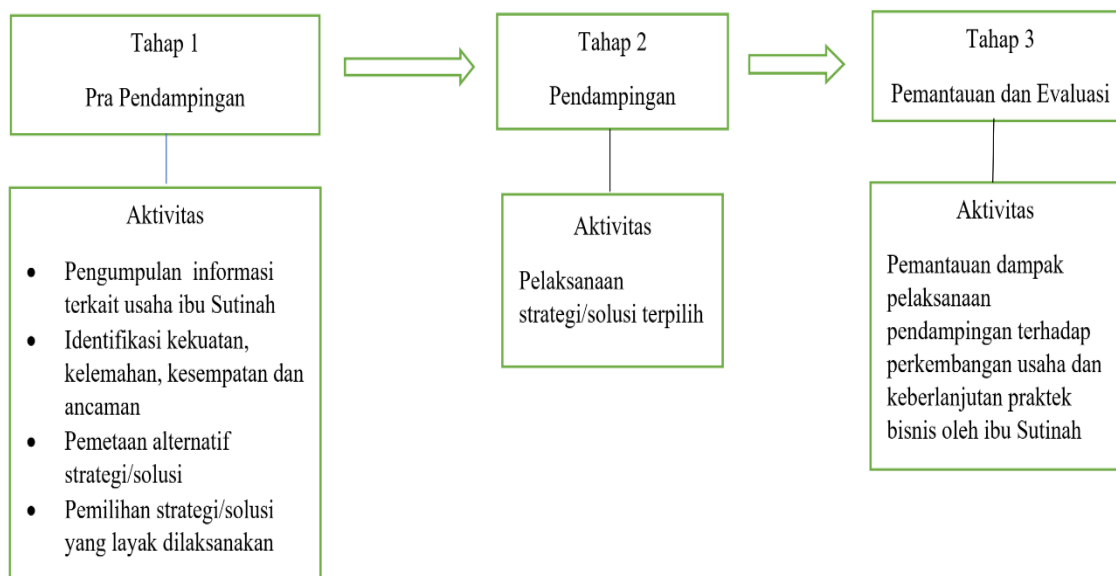 Tahap 1
Pra Pendampingan
Tahap 2
Pendampingan
Tahap 3
Pemantauan dan Evaluasi
Aktivitas
• Pengumpulan informasi
terkait usaha ibu Sutinah
• Identifikasi kekuatan,
kelemahan, kesempatan dan
ancaman
• Pemetaan alternatif
strategi/solusi
• Pemilihan strategi/solusi
yang layak dilaksanakan
Aktivitas
Pelaksanaan
strategi/solusi terpilih
Aktivitas
Pemantauan dampak
pelaksanaan
pendampingan terhadap
perkembangan usaha dan
keberlanjutan praktek
bisnis oleh ibu Sutinah